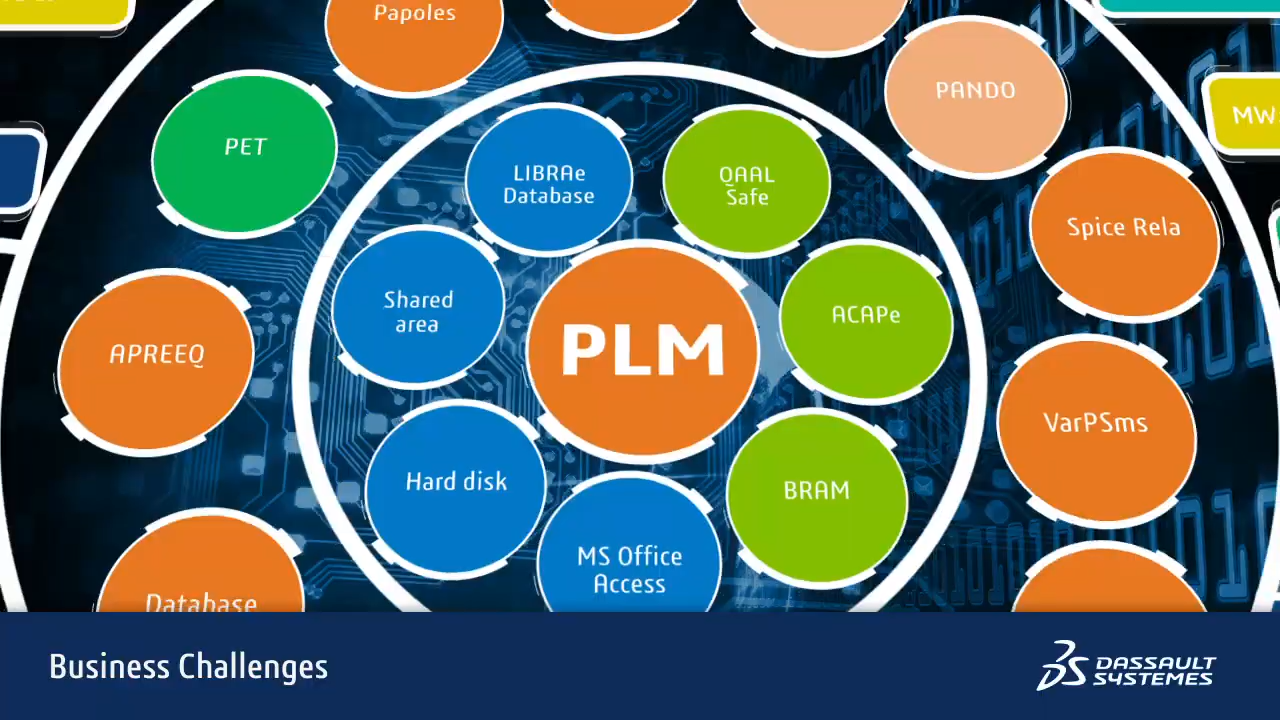 Papoles
PANDO
MW
PET
LIBRAe
Database
QAAL
Safe
Spice Rela
Shared
area
ACAPe
PLM
APREEQ
VarPSms
Hard disk
BRAM
MS Office
Access
Database
Business Challenges
DASSAULT
SYSTEMES